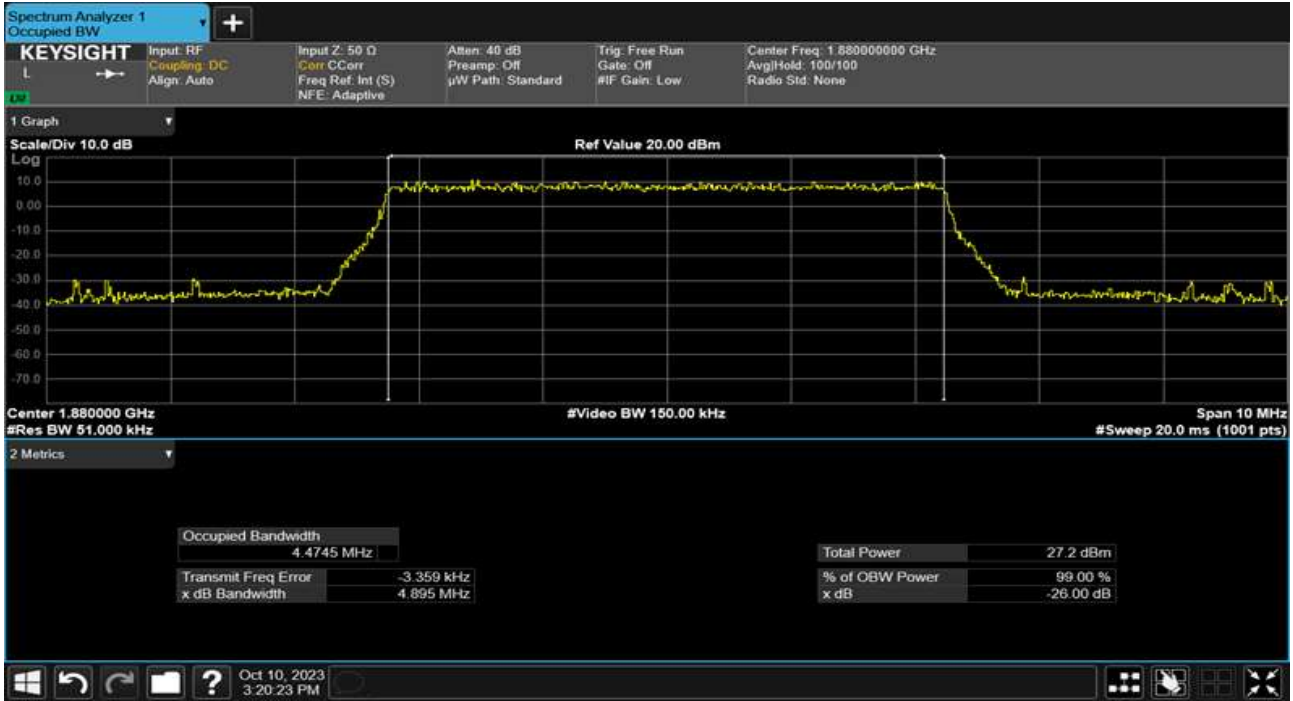 Spectrum Analyzer 1
Occupied BW
+
KEYSIGHT
L
Input: RF
Coupling: DC
Align: Auto
Input Z: 50 Ω
Corr CCorr
Freq Ref: Int (S)
NFE: Adaptive
Atten: 40 dB
Preamp: Off
µW Path: Standard
Trig: Free Run
Gate: Off
#IF Gain: Low
Center Freq: 1.880000000 GHz
Avg|Hold: 100/100
Radio Std: None
1 Graph
Scale/Div 10.0 dB
Ref Value 20.00 dBm
Log
10.0
0.00
-10.0
-20.0
-30.0
-40.0
-50.0
-60.0
-70.0
Center 1.880000 GHz
#Video BW 150.00 kHz
Span 10 MHz
#Res BW 51.000 kHz
#Sweep 20.0 ms (1001 pts)
2 Metrics
Occupied Bandwidth
4.4745 MHz
Total Power 27.2 dBm
Transmit Freq Error -3.359 kHz
% of OBW Power 99.00 %
x dB Bandwidth 4.895 MHz
x dB -26.00 dB
?
Oct 10, 2023
3:20:23 PM